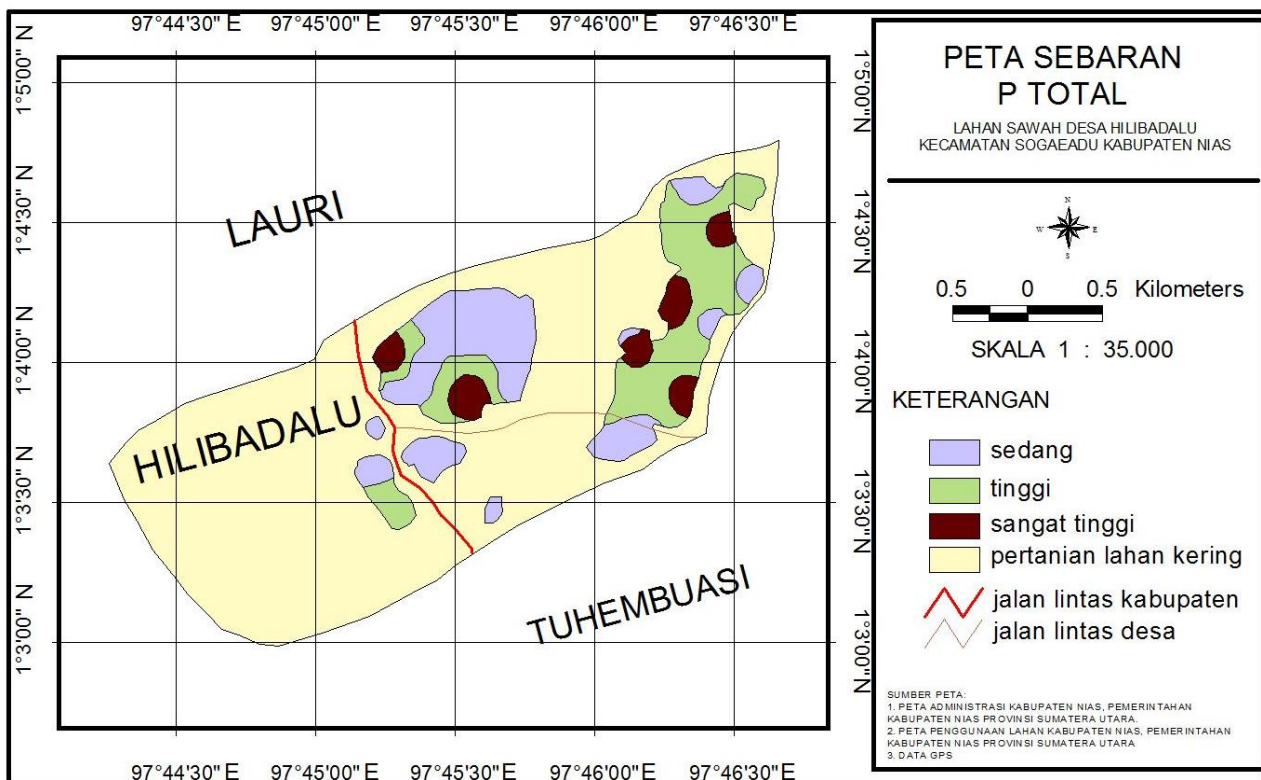 97°44'30" E 97°45'00" E 97°45'30" E 97°46'00" E 97°46'30" E
1°5'00" N
1°4'30" N
1°4'00" N
1°3'30" N
1°3'00" N
LAURI
HILIBADALU
TUHEMBUASI
1°5'00"N
1°4'30"N
1°4'00"N
1°3'30"N
1°3'00"N
97°44'30" E 97°45'00" E 97°45'30" E 97°46'00" E 97°46'30" E
PETA SEBARAN
P TOTAL
LAHAN SAWAH DESA HILIBADALU
KECAMATAN SOGAEADU KABUPATEN NIAS
N
W E
S
0.5 0 0.5 Kilometers
SKALA 1 : 35.000
KETERANGAN
sedang
tinggi
sangat tinggi
pertanian lahan kering
jalan lintas kabupaten
jalan lintas desa
SUMBER PETA:
1. PETA ADMINISTRASI KABUPATEN NIAS, PEMERINTAHAN
KABUPATEN NIAS PROVINSI SUMATERA UTARA.
2. PETA PENGGUNAAN LAHAN KABUPATEN NIAS, PEMERINTAHAN
KABUPATEN NIAS PROVINSI SUMATERA UTARA
3. DATA GPS